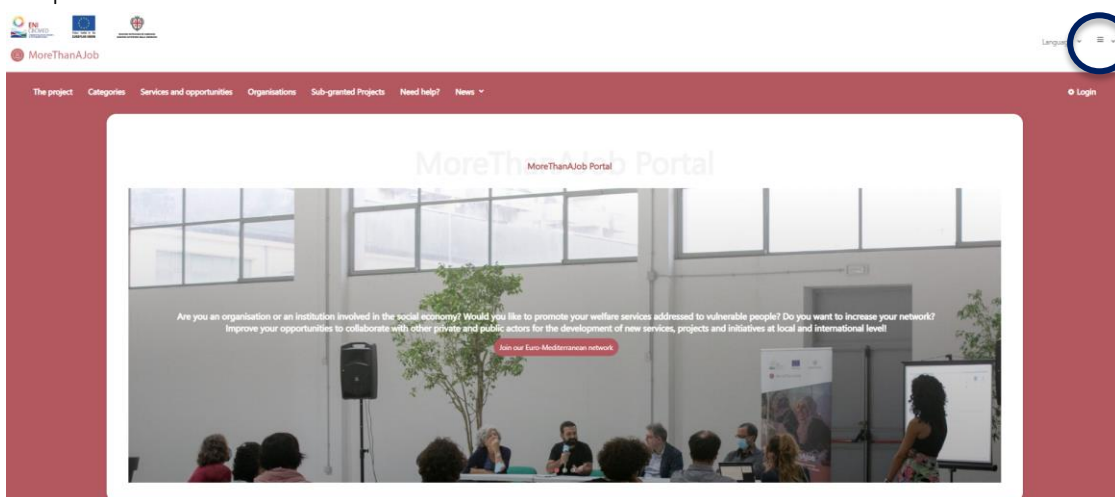 ENI
CBCMED
MoreThanAJob
Language
The project Categories Services and opportunities Organisations Sub-granted Projects Need help? News Login
MoreThanAJob Portal
MoreThanAJob Portal
Are you an organisation or an institution involved in the social economy? Would you like to promote your welfare services addressed to vulnerable people? Do you want to increase your network?
Improve your opportunities to collaborate with other private and public actors for the development of new services, projects and initiatives at local and international level!
Join our Euro-Mediterranean network